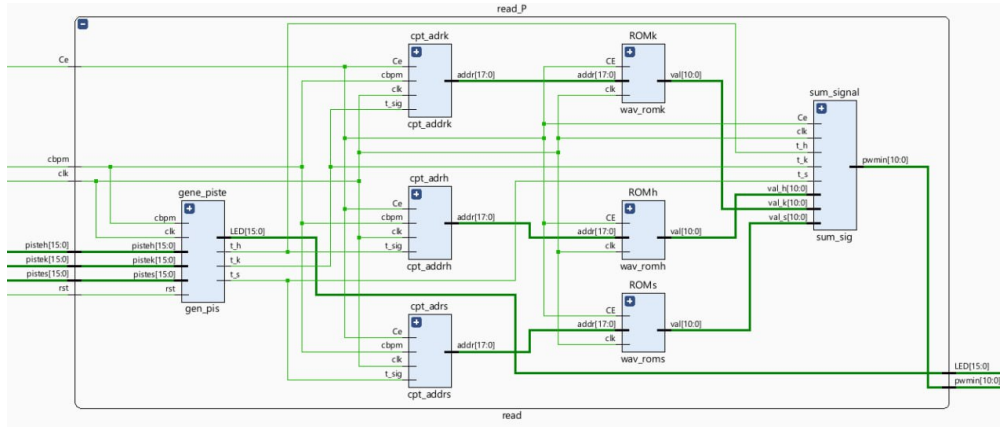 read_P
Ce
cbpm
clk
pisteh[15:0]
pistek[15:0]
pistes[15:0]
rst
gene_piste
cbpm
clk
pisteh[15:0]
pistek[15:0]
pistes[15:0]
rst
LED[15:0]
t_h
t_k
t_s
gen_pis
cpt_adrk
Ce
cbpm
clk
t_sig
addr[17:0]
cpt_addrk
cpt_adrh
Ce
cbpm
clk
t_sig
addr[17:0]
cpt_addrh
cpt_adrs
Ce
cbpm
clk
t_sig
addr[17:0]
cpt_addrs
ROMk
CE
addr[17:0]
clk
val[10:0]
wav_romk
ROMh
CE
addr[17:0]
clk
val[10:0]
wav_romh
ROMs
CE
addr[17:0]
clk
val[10:0]
wav_roms
sum_signal
Ce
clk
t_h
t_k
t_s
val_h[10:0]
val_k[10:0]
val_s[10:0]
pwmin[10:0]
sum_sig
LED[15:0]
pwmin[10:0]
read